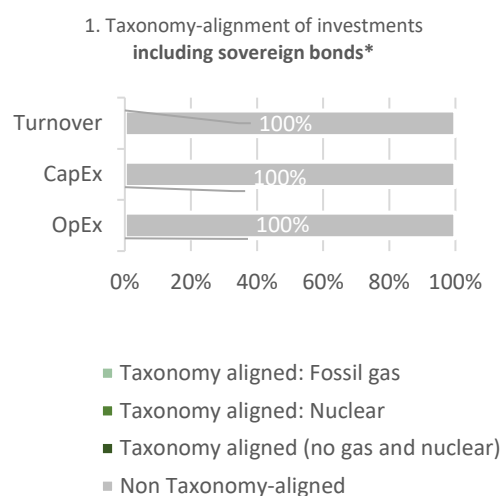 1. Taxonomy-alignment of investments
including sovereign bonds*
Turnover 100%
CapEx 100%
OpEx 100%
0% 20% 40% 60% 80% 100%
Taxonomy aligned: Fossil gas
Taxonomy aligned: Nuclear
Taxonomy aligned (no gas and nuclear)
Non Taxonomy-aligned